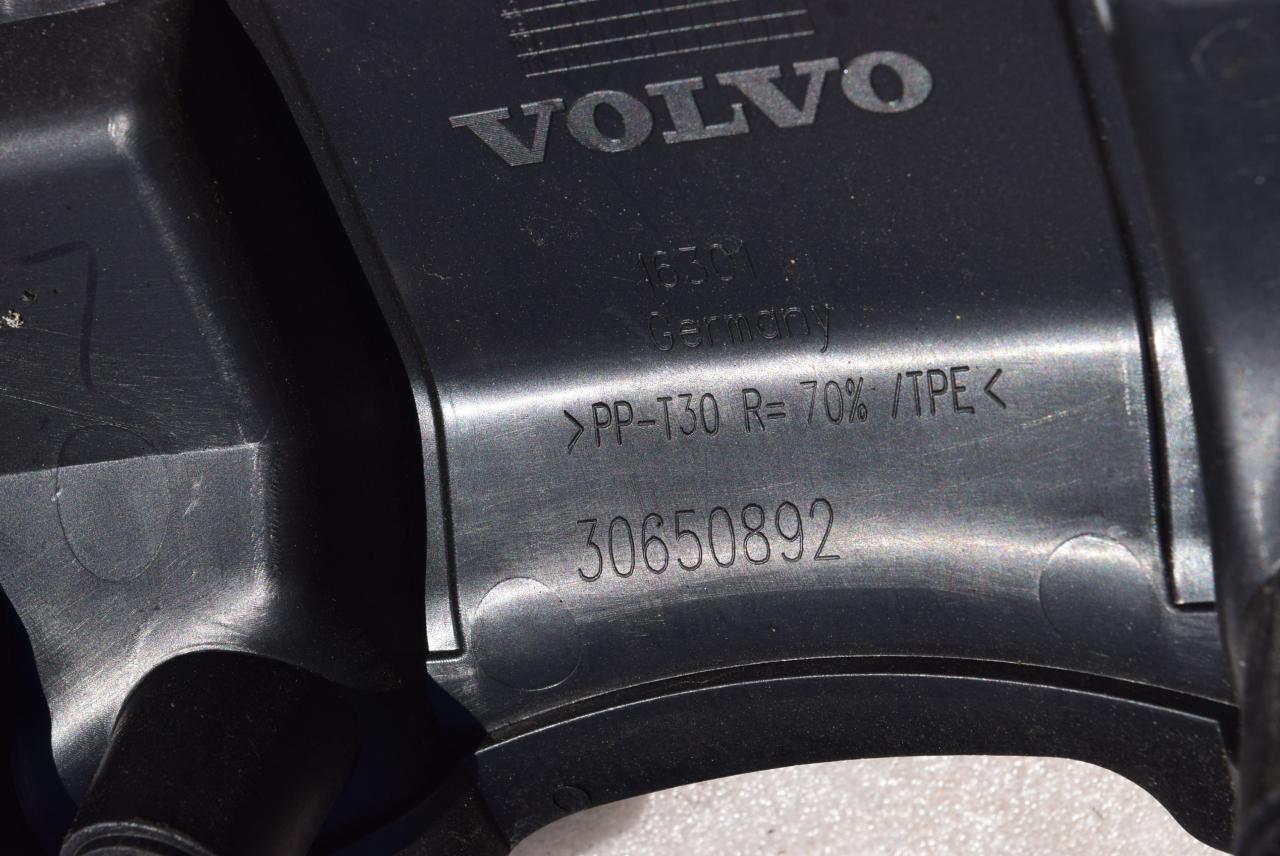 VOLVO
16301
Germany
>PP-T30 R= 70% /TPE<
30650892